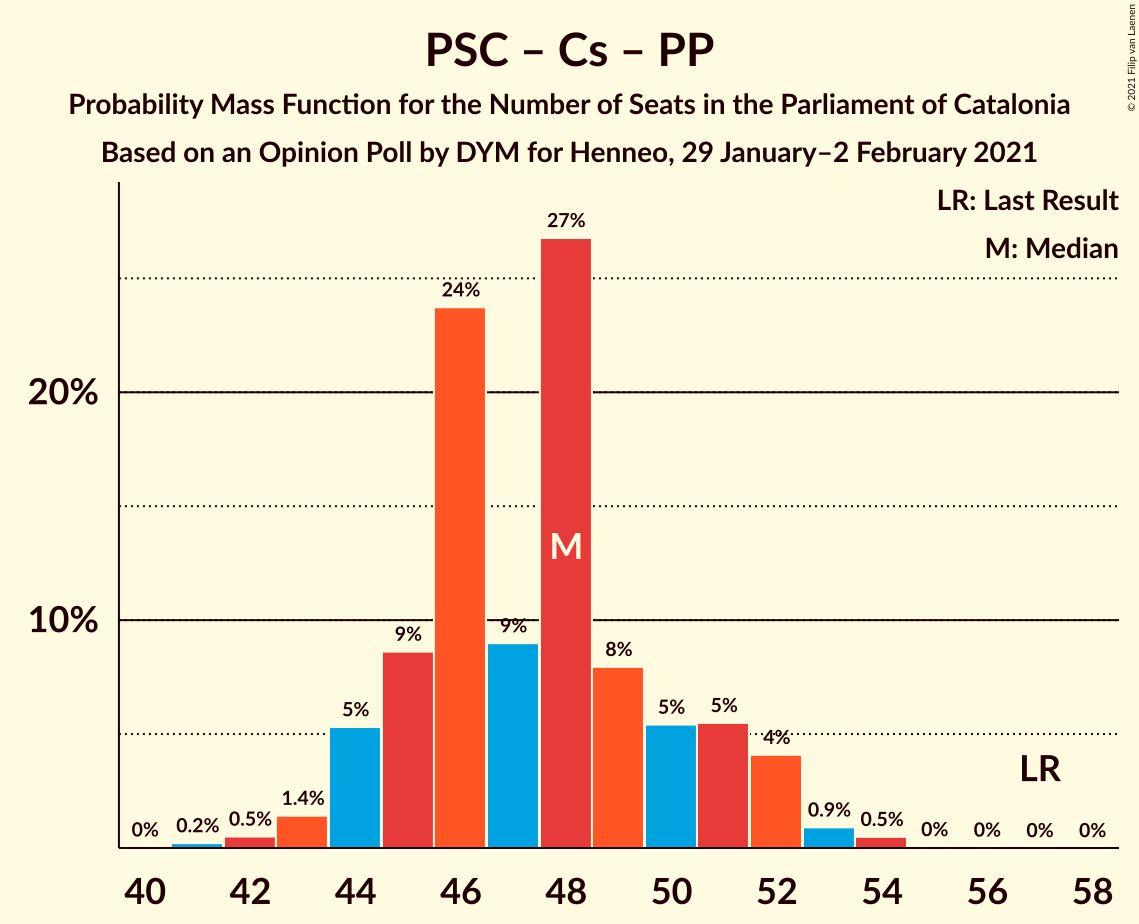 PSC – Cs – PP
Probability Mass Function for the Number of Seats in the Parliament of Catalonia
Based on an Opinion Poll by DYM for Henneo, 29 January–2 February 2021
© 2021 Filip van Laenen
LR: Last Result
M: Median
20%
10%
0%
0.2%
0.5%
1.4%
5%
9%
24%
9%
27%
8%
5%
5%
4%
0.9%
0.5%
0%
0%
0%
0%
M
LR
40 42 44 46 48 50 52 54 56 58